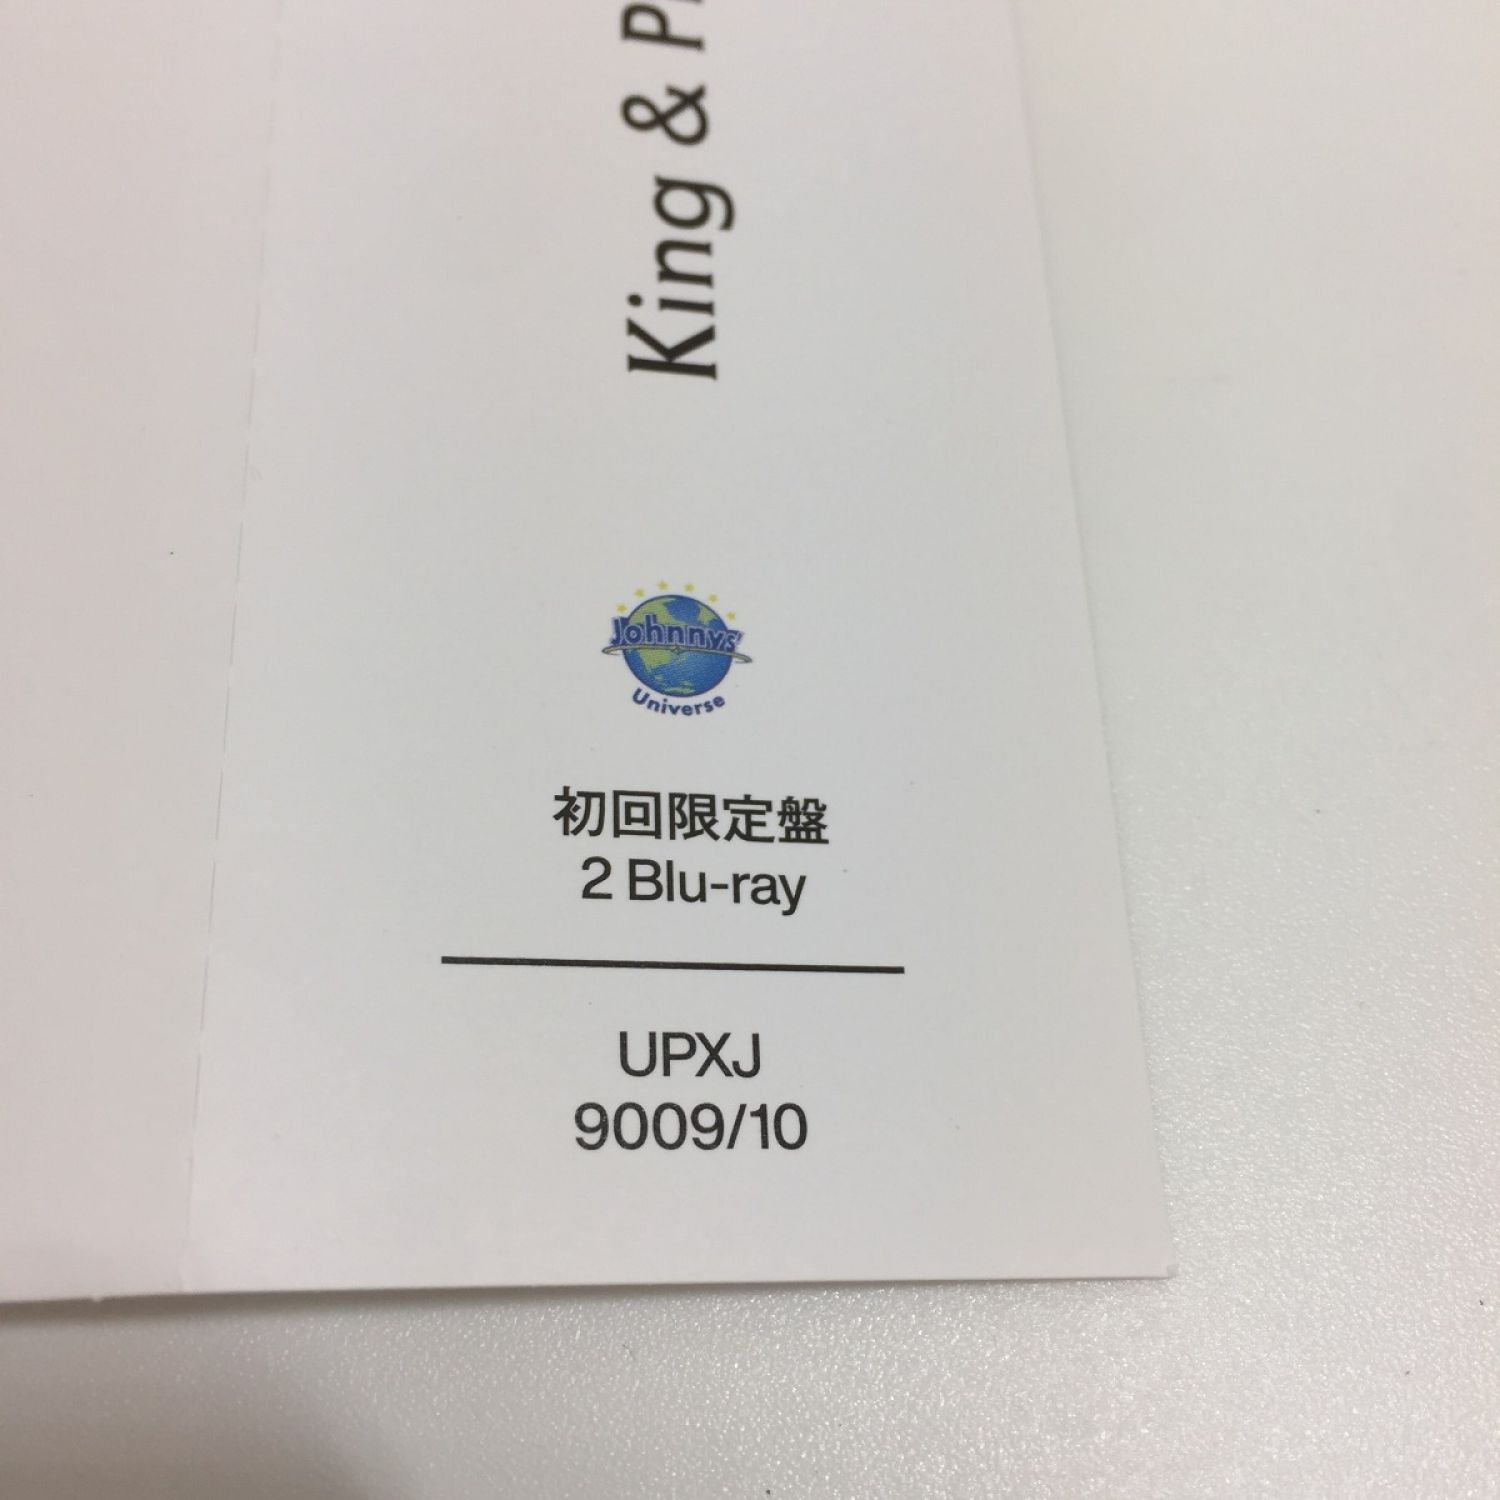 King & P
Johnnys'
Universe
初回限定盤
2 Blu-ray
UPXJ
9009/10